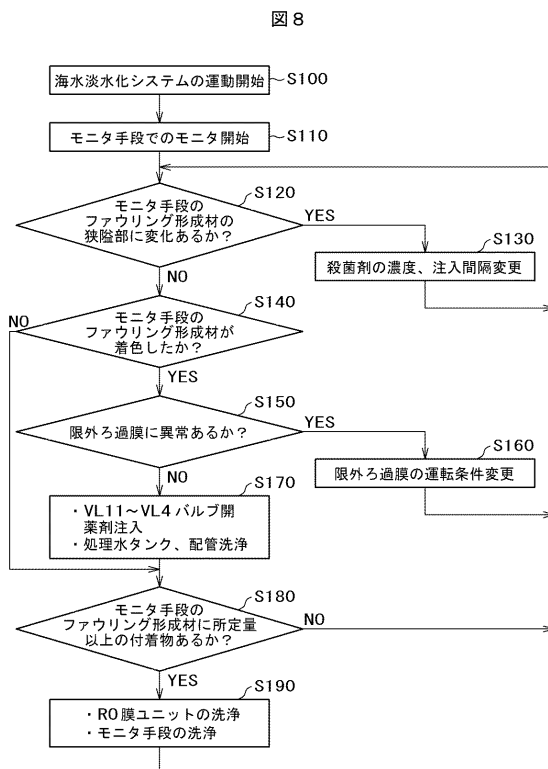 図8
海水淡水化システムの運動開始
S100
モニタ手段でのモニタ開始
S110
S120
モニタ手段の
ファウリング形成材の
狭隘部に変化あるか？
YES
S130
殺菌剤の濃度、注入間隔変更
NO
S140
NO
モニタ手段の
ファウリング形成材が
着色したか？
YES
S150
限外ろ過膜に異常あるか？
YES
S160
限外ろ過膜の運転条件変更
NO
S170
・VL11～VL4バルブ開
薬剤注入
・処理水タンク、配管洗浄
S180
モニタ手段の
ファウリング形成材に所定量
以上の付着物あるか？
NO
YES
S190
・RO膜ユニットの洗浄
・モニタ手段の洗浄